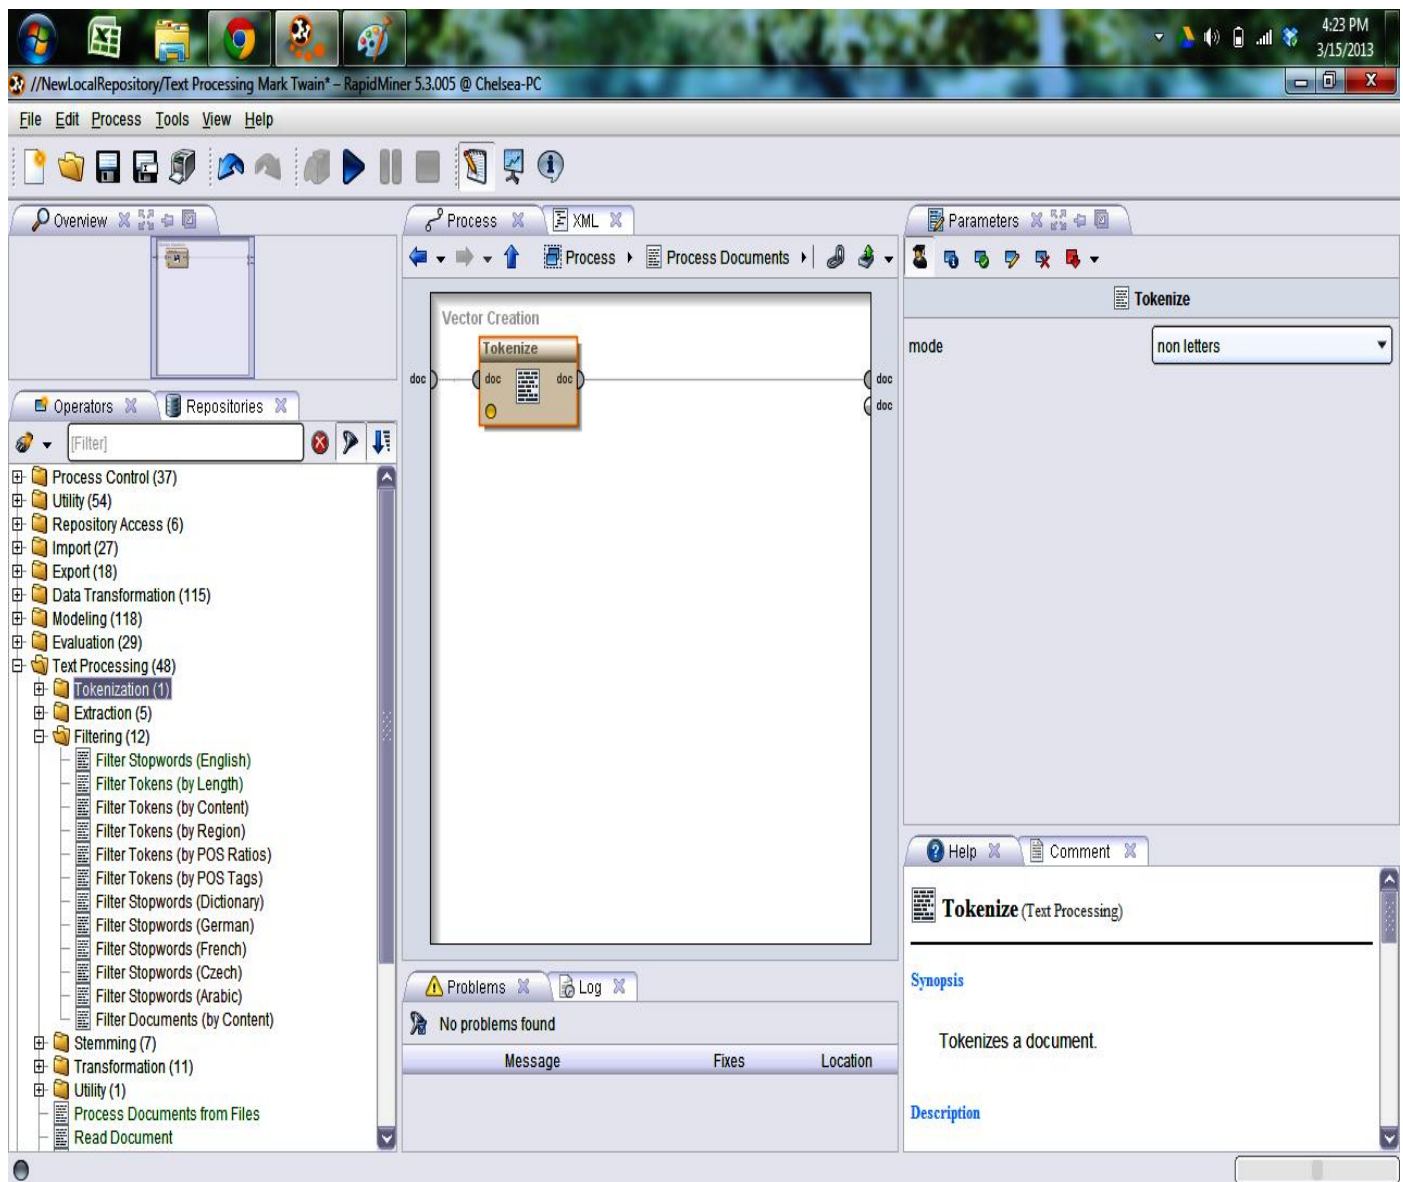 4:23 PM
3/15/2013
//NewLocalRepository/Text Processing Mark Twain* – RapidMiner 5.3.005 @ Chelsea-PC
File Edit Process Tools View Help
Overview
Process XML
Parameters
Process Process Documents
Tokenize
mode non letters
Vector Creation
Tokenize
doc doc doc doc
doc
Operators Repositories
[Filter]
Process Control (37)
Utility (54)
Repository Access (6)
Import (27)
Export (18)
Data Transformation (115)
Modeling (118)
Evaluation (29)
Text Processing (48)
Tokenization (1)
Extraction (5)
Filtering (12)
Filter Stopwords (English)
Filter Tokens (by Length)
Filter Tokens (by Content)
Filter Tokens (by Region)
Filter Tokens (by POS Ratios)
Filter Tokens (by POS Tags)
Filter Stopwords (Dictionary)
Filter Stopwords (German)
Filter Stopwords (French)
Filter Stopwords (Czech)
Filter Stopwords (Arabic)
Filter Documents (by Content)
Stemming (7)
Transformation (11)
Utility (1)
Process Documents from Files
Read Document
Problems Log
No problems found
Message Fixes Location
Help Comment
Tokenize (Text Processing)
Synopsis
Tokenizes a document.
Description